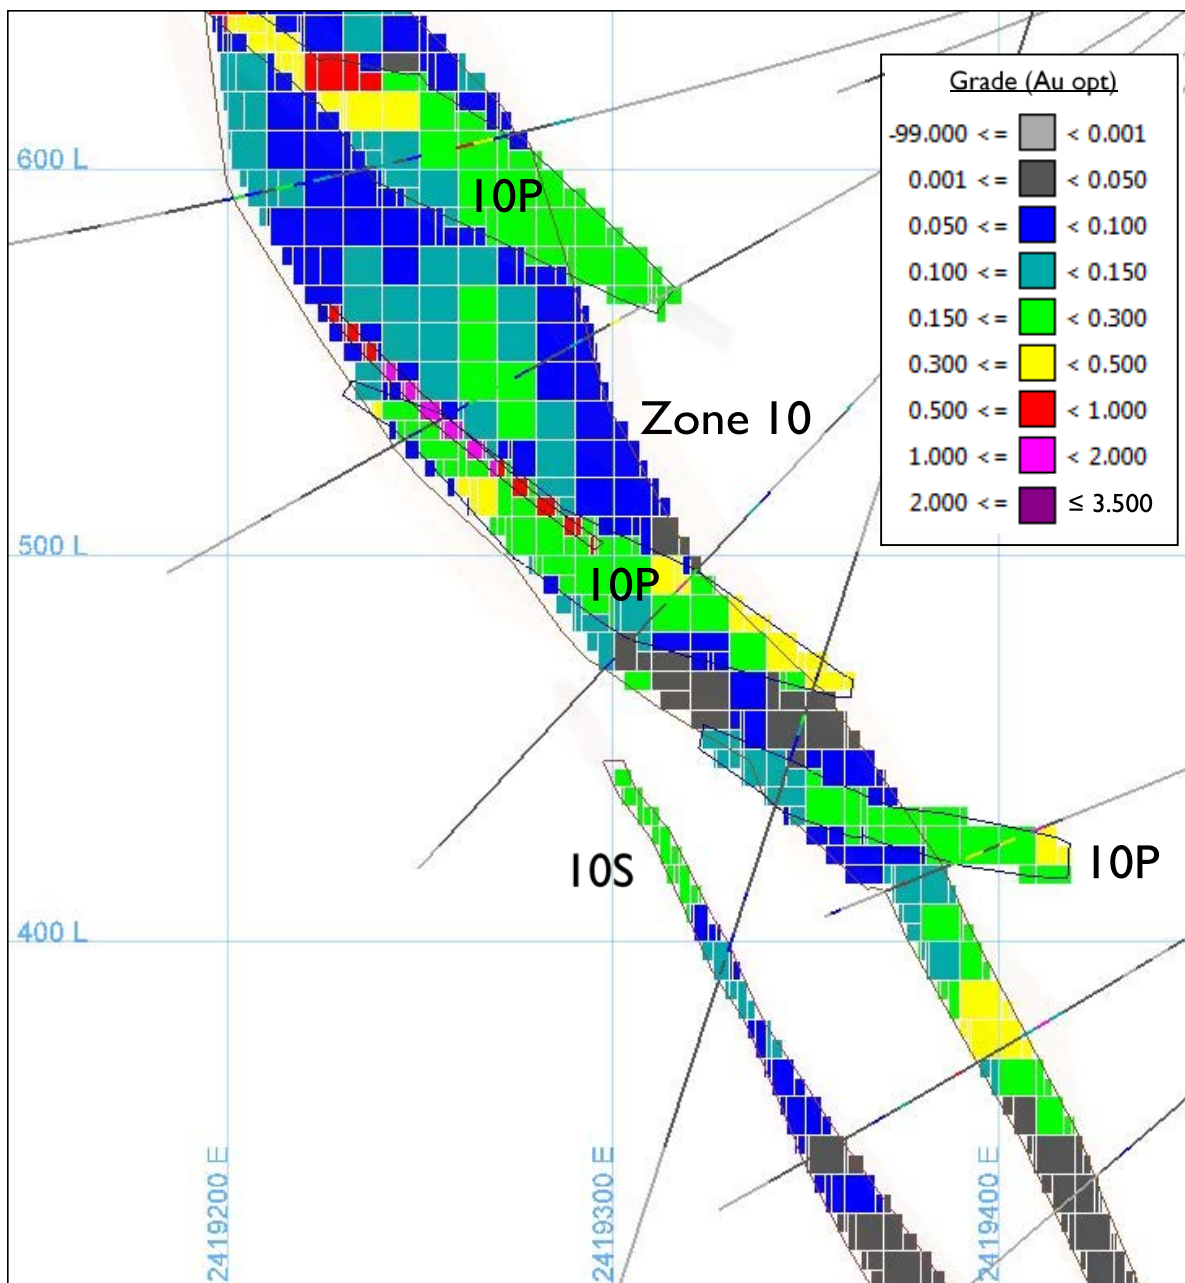 Grade (Au opt)
-99.000 <= < 0.001
0.001 <= < 0.050
0.050 <= < 0.100
0.100 <= < 0.150
0.150 <= < 0.300
0.300 <= < 0.500
0.500 <= < 1.000
1.000 <= < 2.000
2.000 <= ≤ 3.500
600 L
10P
Zone 10
500 L
10P
10S
10P
400 L
2419200 E
2419300 E
2419400 E